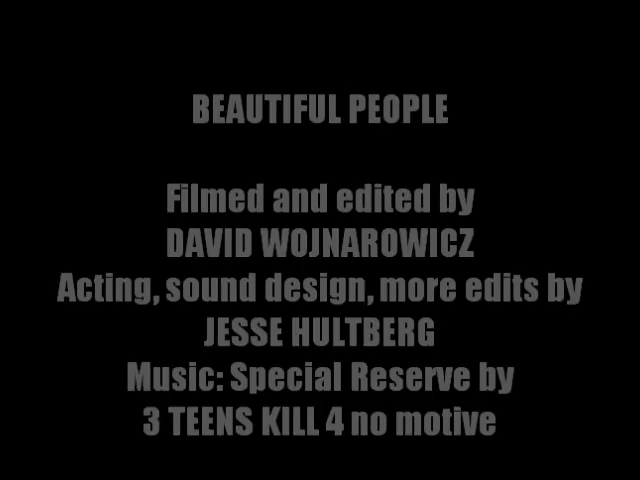 BEAUTIFUL PEOPLE
Filmed and edited by
DAVID WOJNAROWICZ
Acting, sound design, more edits by
JESSE HULTBERG
Music: Special Reserve by
3 TEENS KILL 4 no motive